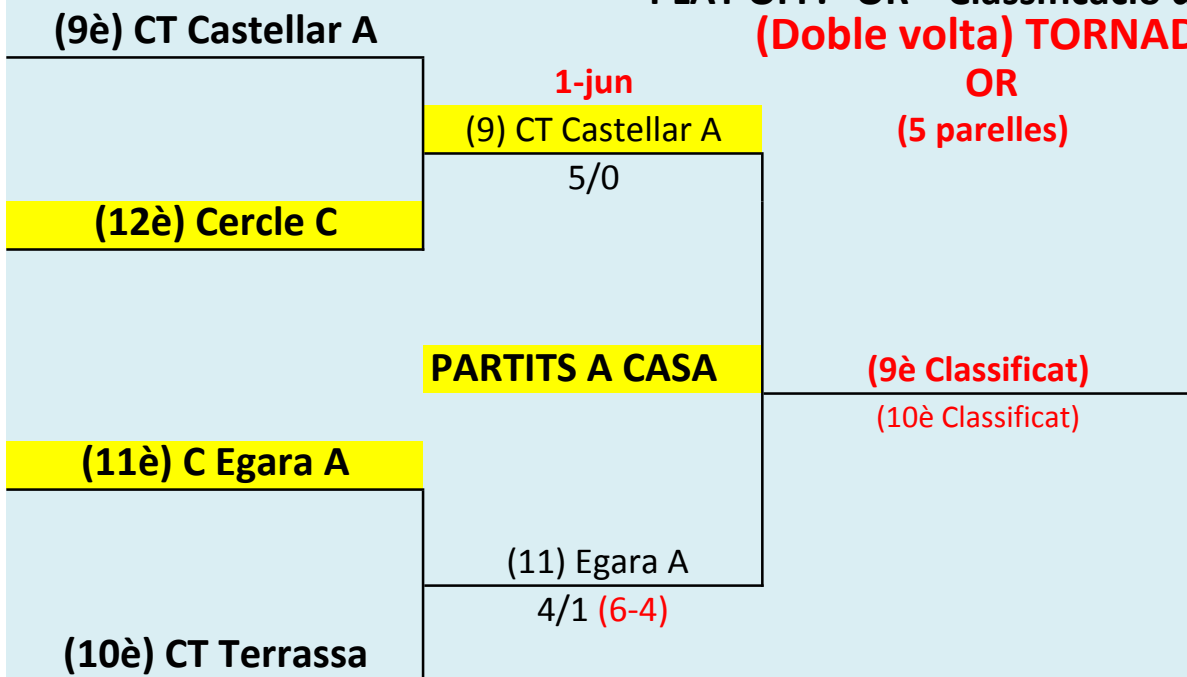 (9è) CT Castellar A
(Doble volta) TORNAD
1-jun
OR
(9) CT Castellar A
(5 parelles)
5/0
(12è) Cercle C
PARTITS A CASA
(9è Classificat)
(10è Classificat)
(11è) C Egara A
(11) Egara A
4/1 (6-4)
(10è) CT Terrassa